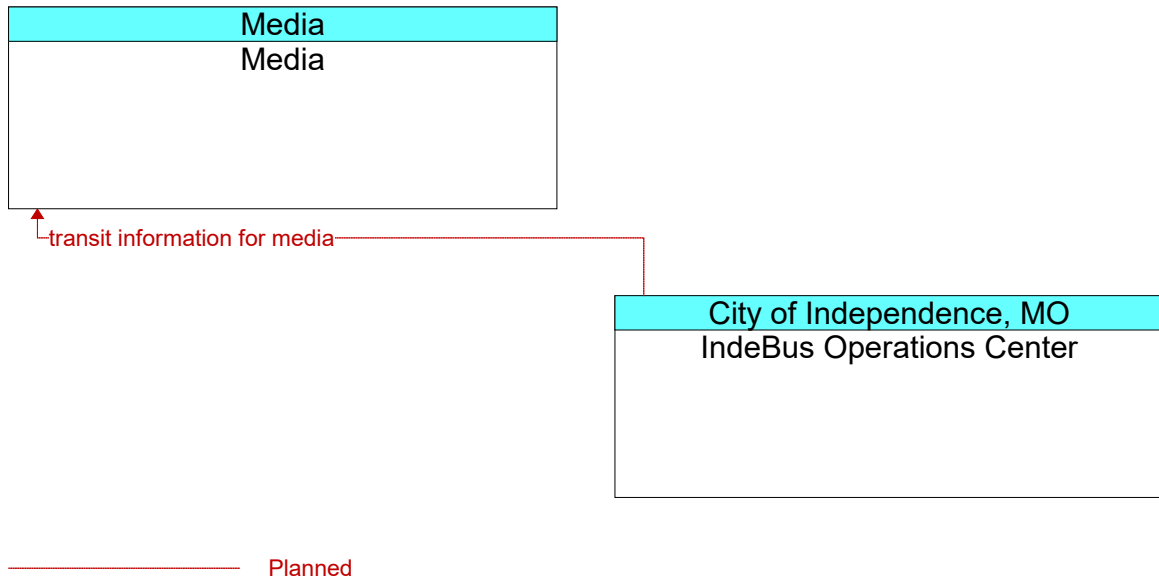 Media
Media
transit information for media
City of Independence, MO
IndeBus Operations Center
Planned